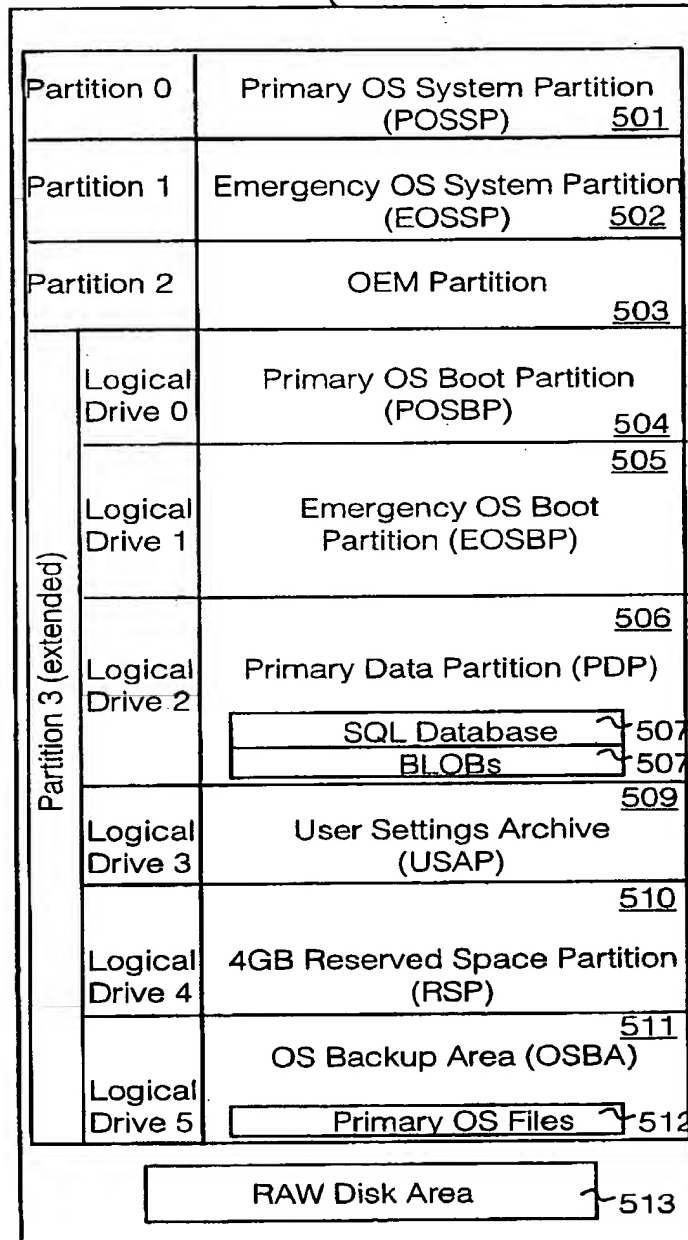 Partition 0
Primary OS System Partition
(POSSP) 501
Partition 1
Emergency OS System Partition
(EOSSP) 502
Partition 2
OEM Partition
503
Partition 3 (extended)
Logical
Drive 0
Primary OS Boot Partition
(POSBP)
504
505
Logical
Drive 1
Emergency OS Boot
Partition (EOSBP)
506
Logical
Drive 2
Primary Data Partition (PDP)
SQL Database 507
BLOBs 507
509
Logical
Drive 3
User Settings Archive
(USAP)
510
Logical
Drive 4
4GB Reserved Space Partition
(RSP)
511
OS Backup Area (OSBA)
Logical
Drive 5
Primary OS Files 512
RAW Disk Area 513